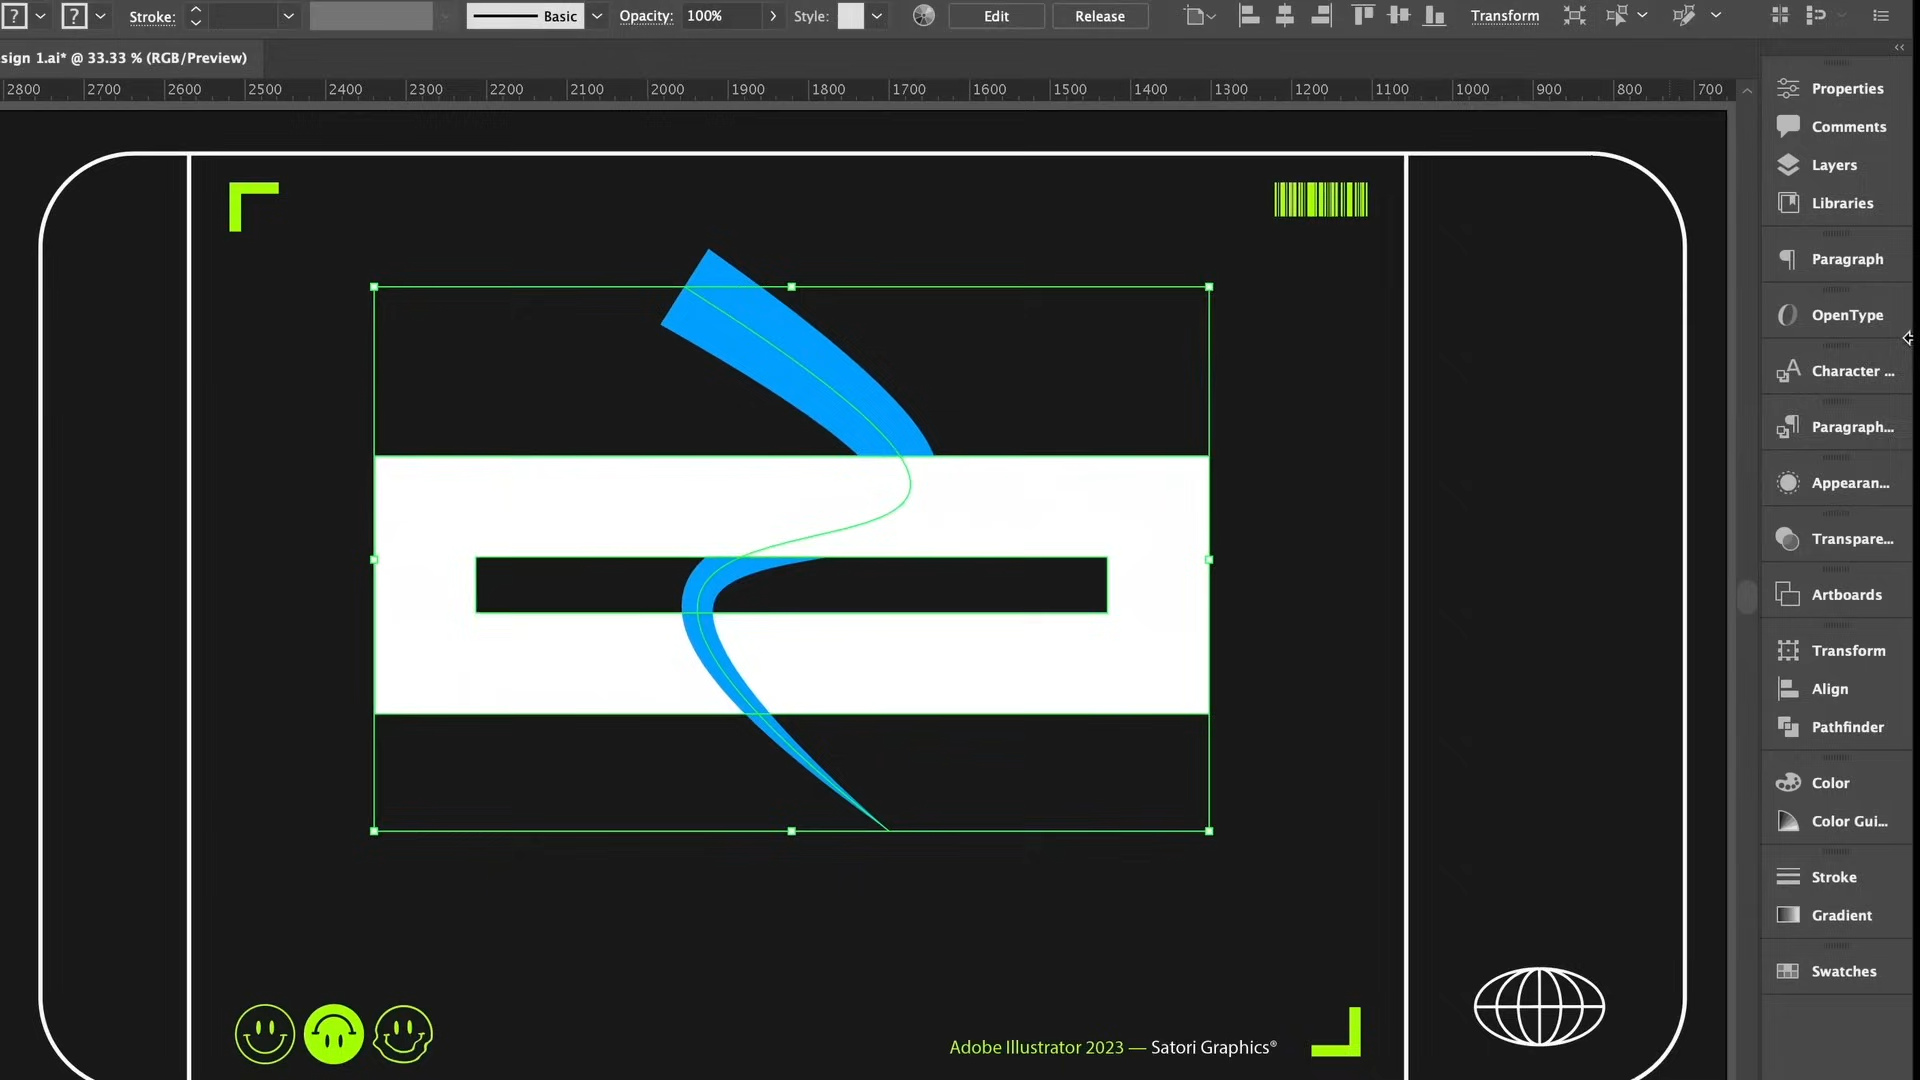 ? ? Stroke: Basic Opacity: 100% Style: Edit Release Transform
sign 1.ai* @ 33.33 % (RGB/Preview)
2800 2700 2600 2500 2400 2300 2200 2100 2000 1900 1800 1700 1600 1500 1400 1300 1200 1100 1000 900 800 700
Properties
Comments
Layers
Libraries
Paragraph
OpenType
Character ...
Paragraph...
Appearan...
Transpare...
Artboards
Transform
Align
Pathfinder
Color
Color Gui...
Stroke
Gradient
Swatches
Adobe Illustrator 2023 — Satori Graphics®